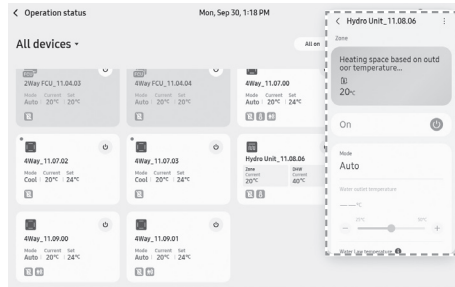 Operation status
Mon, Sep 30, 1:18 PM
All devices
All on
2Way FCU_11.04.03
Mode Current Set
Auto 20°C 20°C
2Way FCU_11.04.04
Mode Current Set
Auto 20°C 20°C
4Way_11.07.00
Mode Current Set
Auto 20°C 24°C
4Way_11.07.02
Mode Current Set
Cool 20°C 24°C
4Way_11.07.03
Mode Current Set
Cool 20°C 24°C
Hydro Unit_11.08.06
Zone DHW
Current Current
20°C 40°C
4Way_11.09.00
Mode Current Set
Auto 20°C 24°C
4Way_11.09.01
Mode Current Set
Auto 20°C 24°C
Hydro Unit_11.08.06
Zone
Heating space based on outd
oor temperature...
20°C
On
Mode
Auto
Water outlet temperature
——°C
Water Law temperature